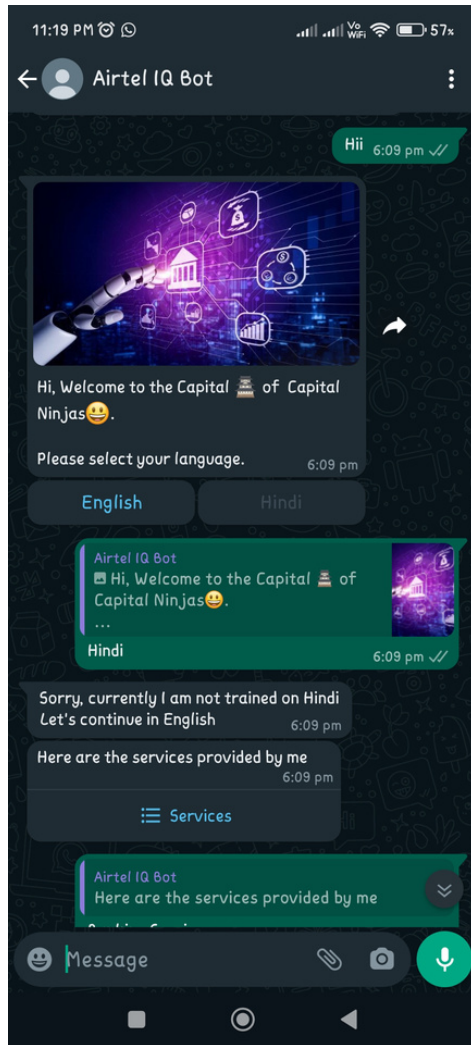 11:19 PM
Vo
WiFi
57%
Airtel IQ Bot
Hii 6:09 pm
Hi, Welcome to the Capital 🏯 of Capital
Ninjas😃.
Please select your language. 6:09 pm
English Hindi
Airtel IQ Bot
Hi, Welcome to the Capital 🏯 of
Capital Ninjas😃.
...
Hindi 6:09 pm
Sorry, currently I am not trained on Hindi
Let's continue in English 6:09 pm
Here are the services provided by me
6:09 pm
Services
Airtel IQ Bot
Here are the services provided by me
Message